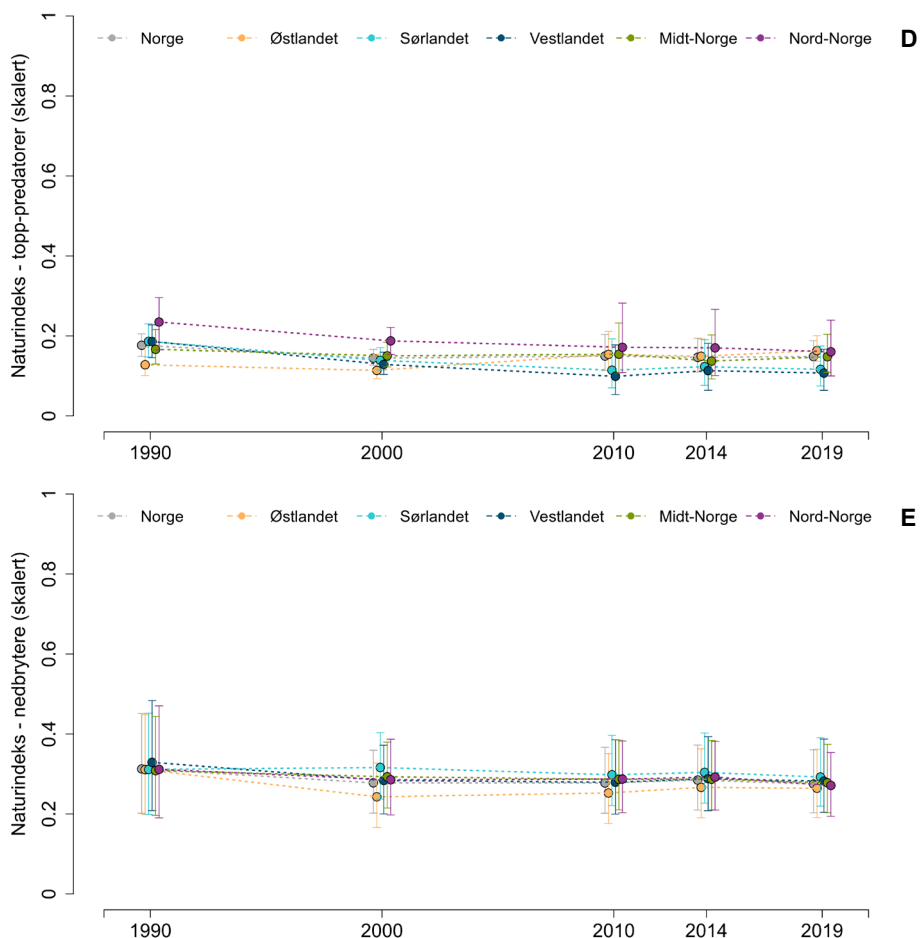 Norge Østlandet Sørlandet Vestlandet Midt-Norge Nord-Norge D
Naturindeks - topp-predatorer (skalert)
1
0.8
0.6
0.4
0.2
0
1990 2000 2010 2014 2019
Norge Østlandet Sørlandet Vestlandet Midt-Norge Nord-Norge E
Naturindeks - nedbrytere (skalert)
1
0.8
0.6
0.4
0.2
0
1990 2000 2010 2014 2019